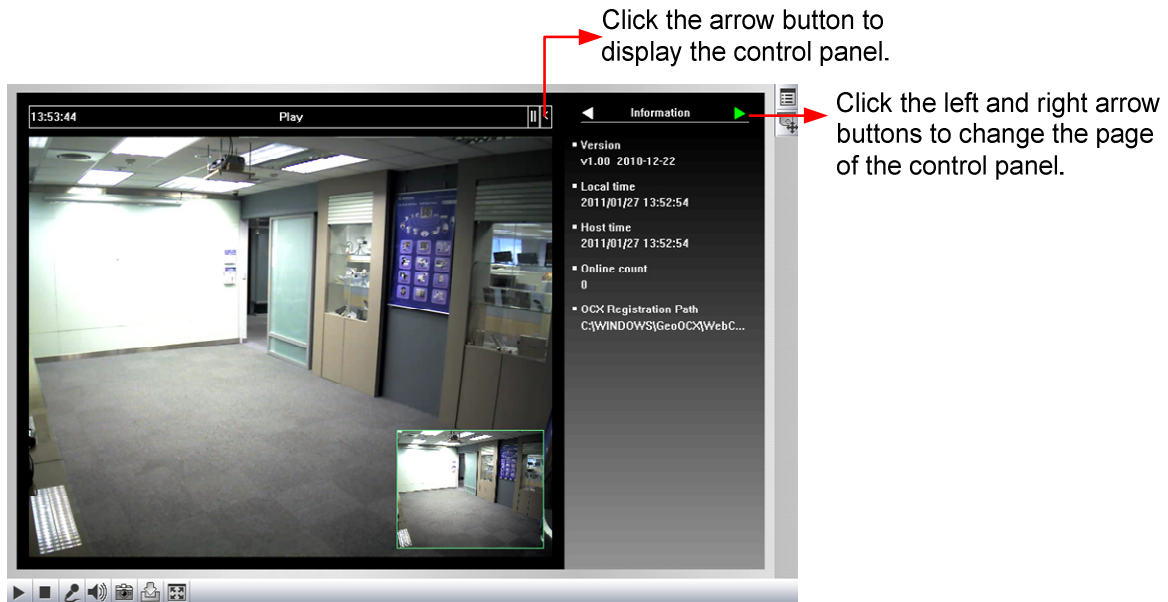 Click the arrow button to
display the control panel.
Click the left and right arrow
buttons to change the page
of the control panel.
13:53:44
Play
Information
Version
v1.00 2010-12-22
Local time
2011/01/27 13:52:54
Host time
2011/01/27 13:52:54
Online count
0
OCX Registration Path
C:\WINDOWS\GeoOCX\WebC...